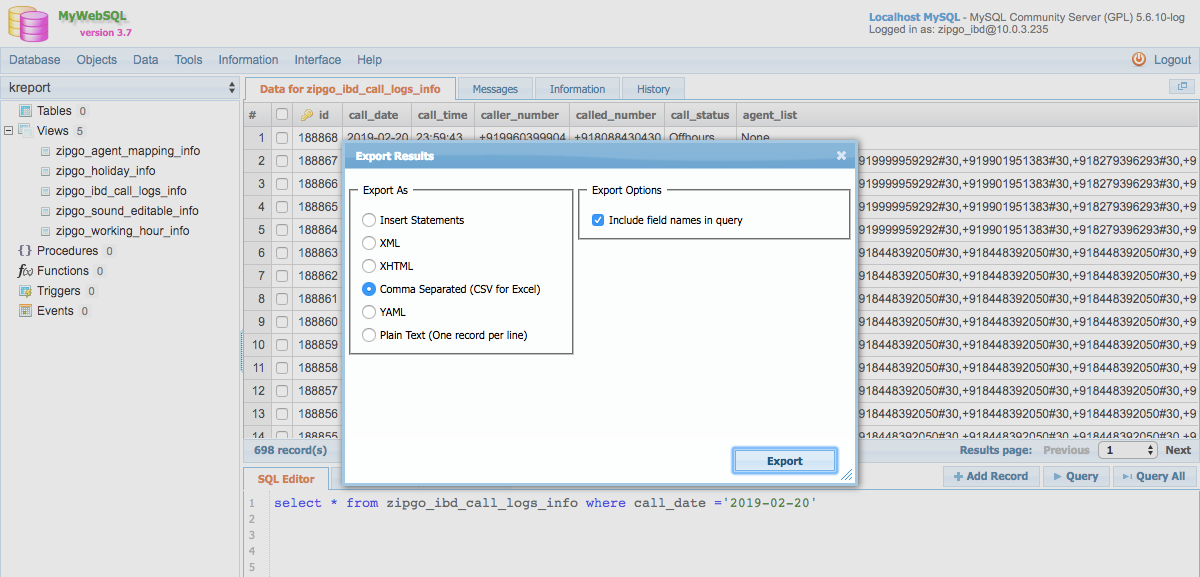 MyWebSQL
version 3.7
Localhost MySQL - MySQL Community Server (GPL) 5.6.10-log
Logged in as: zipgo_ibd@10.0.3.235
Database Objects Data Tools Information Interface Help Logout
kreport
Tables 0
Views 5
zipgo_agent_mapping_info
zipgo_holiday_info
zipgo_ibd_call_logs_info
zipgo_sound_editable_info
zipgo_working_hour_info
{} Procedures 0
f(x) Functions 0
Triggers 0
Events 0
Data for zipgo_ibd_call_logs_info Messages Information History
# id call_date call_time caller_number called_number call_status agent_list
1 188868 2019-02-20 23:59:43 +919960399904 +918088430430 Offhours None
2 188867 919999959292#30,+919901951383#30,+918279396293#30,+9
3 188866 919999959292#30,+919901951383#30,+918279396293#30,+9
4 188865 919999959292#30,+919901951383#30,+918279396293#30,+9
5 188864 919999959292#30,+919901951383#30,+918279396293#30,+9
6 188863 918448392050#30,+918448392050#30,+918448392050#30,+9
7 188862 918448392050#30,+918448392050#30,+918448392050#30,+9
8 188861 918448392050#30,+918448392050#30,+918448392050#30,+9
9 188860 918448392050#30,+918448392050#30,+918448392050#30,+9
10 188859 918448392050#30,+918448392050#30,+918448392050#30,+9
11 188858 918448392050#30,+918448392050#30,+918448392050#30,+9
12 188857 918448392050#30,+918448392050#30,+918448392050#30,+9
13 188856 918448392050#30,+918448392050#30,+918448392050#30,+9
14 188855 918448392050#30,+918448392050#30,+918448392050#30,+9
Export Results
Export As
Insert Statements
XML
XHTML
Comma Separated (CSV for Excel)
YAML
Plain Text (One record per line)
Export Options
Include field names in query
Export
698 record(s) Results page: Previous 1 Next
SQL Editor Add Record Query Query All
1 select * from zipgo_ibd_call_logs_info where call_date ='2019-02-20'
2
3
4
5